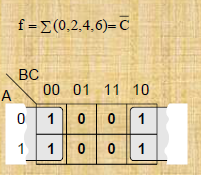 f = ∑(0,2,4,6)= C̅
BC
A 00 01 11 10
0 1 0 0 1
1 1 0 0 1